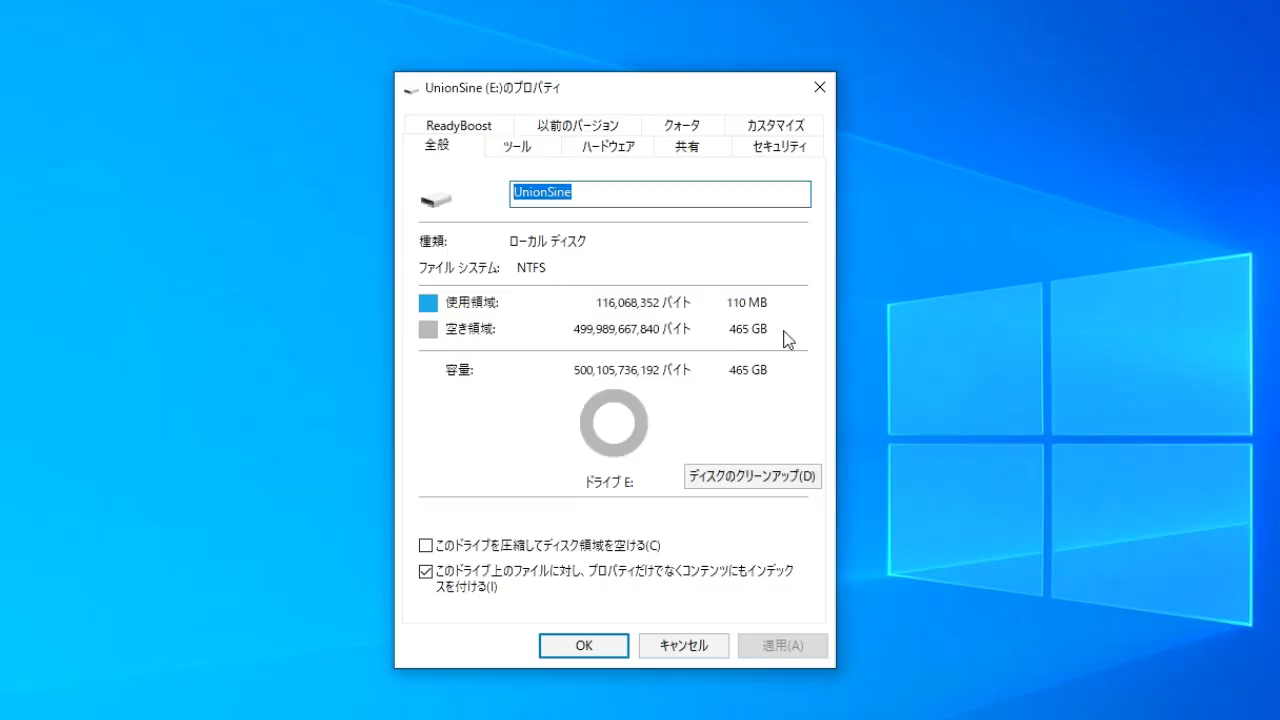 UnionSine (E:)のプロパティ
ReadyBoost 以前のバージョン クォータ カスタマイズ
全般 ツール ハードウェア 共有 セキュリティ
UnionSine
種類: ローカル ディスク
ファイル システム: NTFS
使用領域: 116,068,352 バイト 110 MB
空き領域: 499,989,667,840 バイト 465 GB
容量: 500,105,736,192 バイト 465 GB
ドライブ E: ディスクのクリーンアップ(D)
このドライブを圧縮してディスク領域を空ける(C)
このドライブ上のファイルに対し、プロパティだけでなくコンテンツにもインデック
スを付ける(I)
OK キャンセル 適用(A)